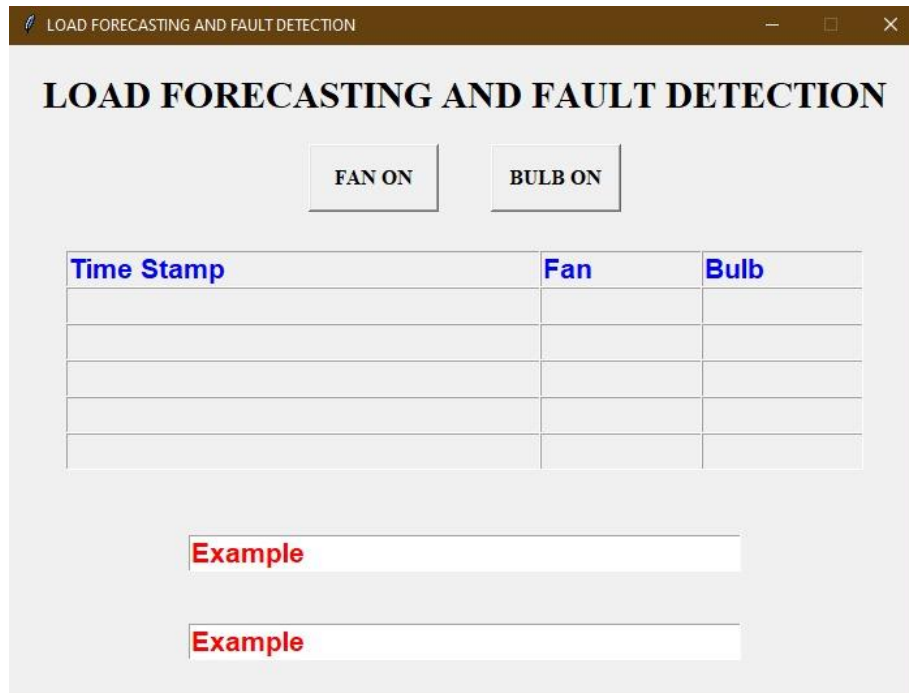 LOAD FORECASTING AND FAULT DETECTION
LOAD FORECASTING AND FAULT DETECTION
FAN ON BULB ON
Time Stamp Fan Bulb
Example
Example